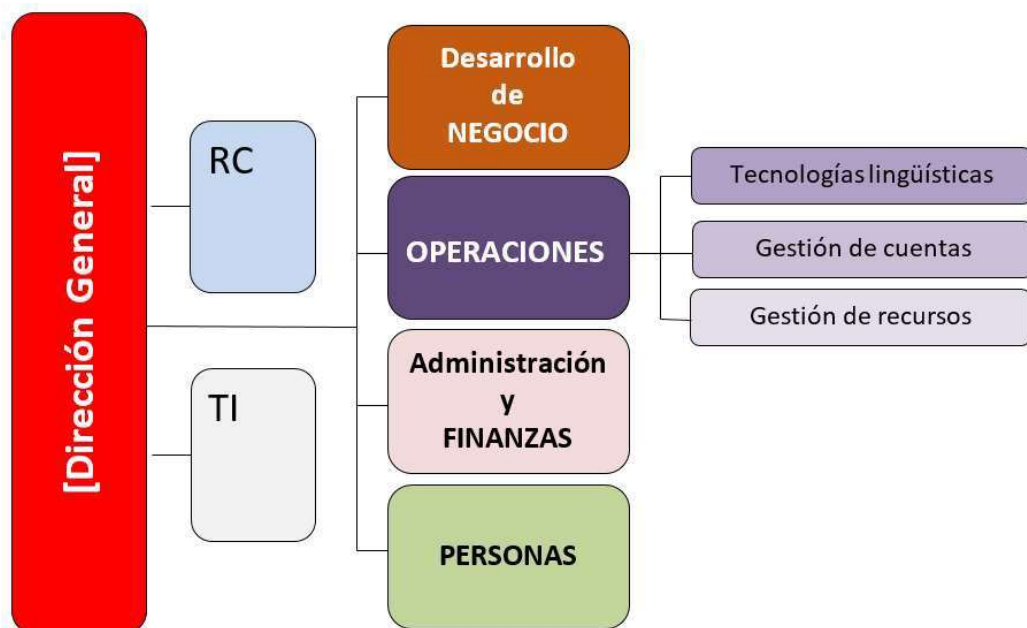 [Dirección General]
RC
TI
Desarrollo
de
NEGOCIO
OPERACIONES
Administración
y
FINANZAS
PERSONAS
Tecnologías lingüísticas
Gestión de cuentas
Gestión de recursos